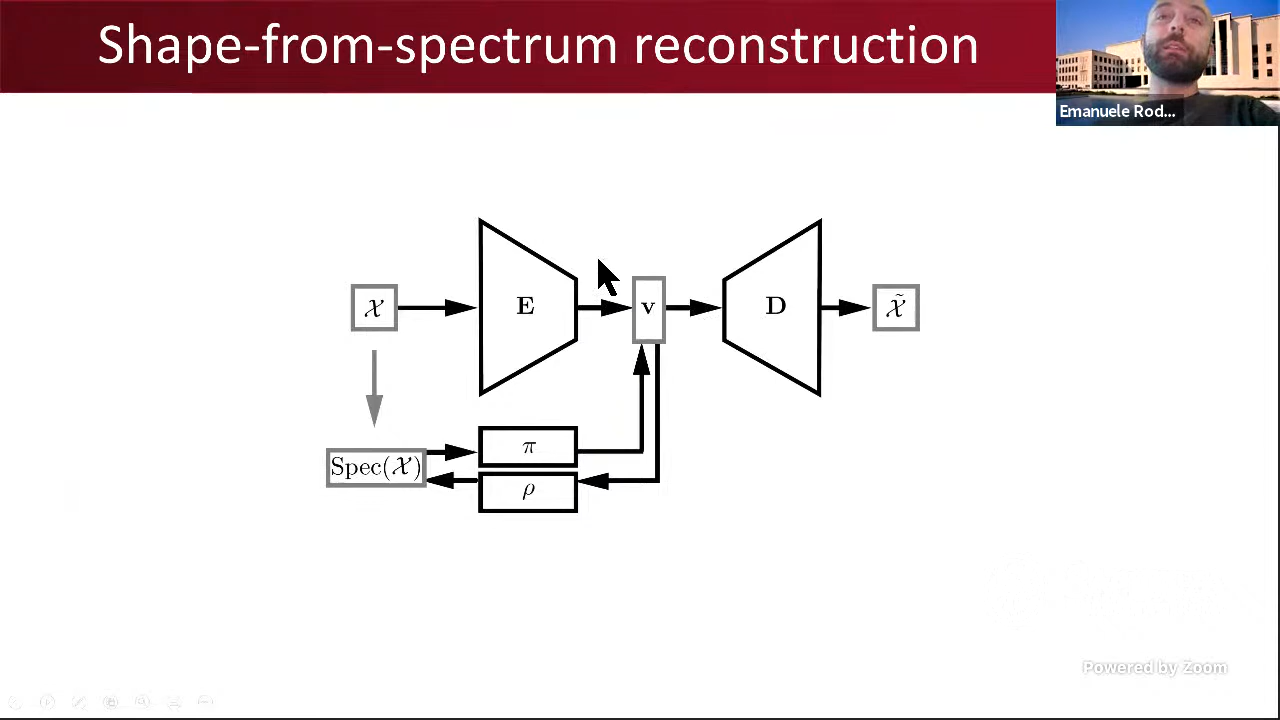 Shape-from-spectrum reconstruction
Emanuele Rod...
𝒳 E v D 𝒳̃
π
Spec(𝒳)
ρ
Powered by Zoom